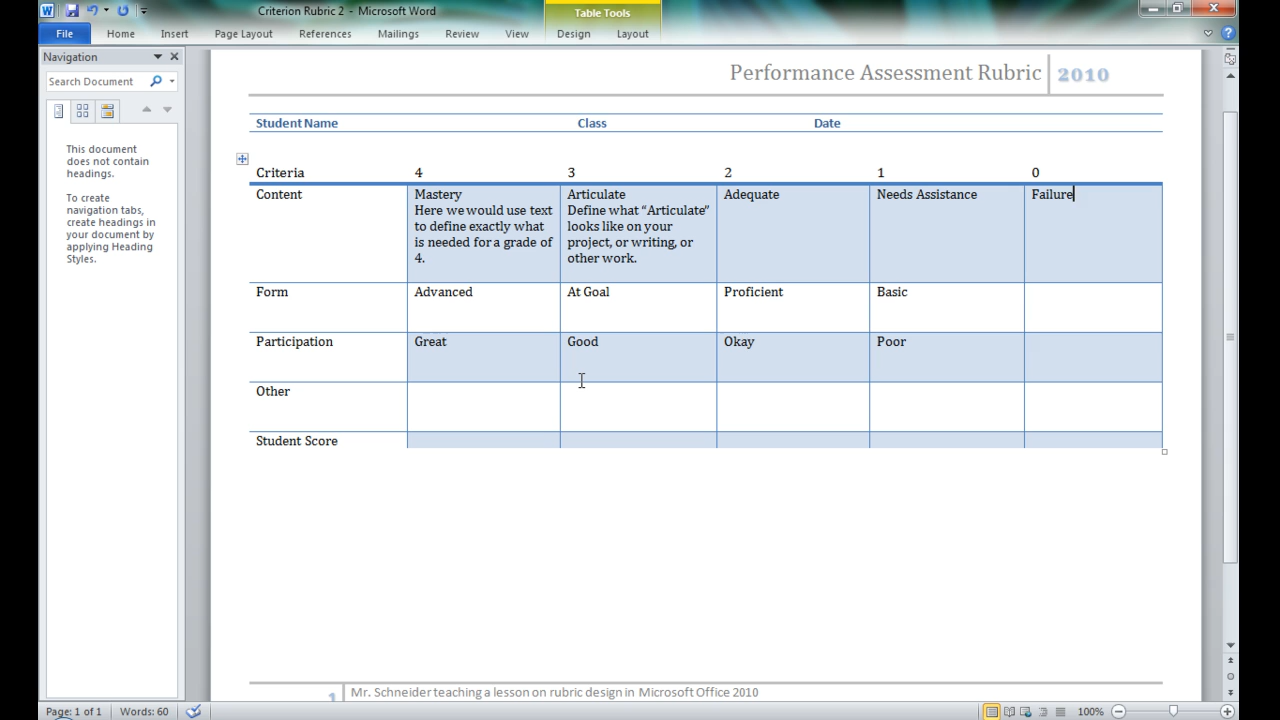 Criterion Rubric 2 - Microsoft Word
Table Tools
File Home Insert Page Layout References Mailings Review View Design Layout
Navigation
Search Document
This document
does not contain
headings.
To create
navigation tabs,
create headings in
your document by
applying Heading
Styles.
Performance Assessment Rubric 2010
Student Name Class Date
Criteria 4 3 2 1 0
Content Mastery Articulate Adequate Needs Assistance Failure
Here we would use text Define what “Articulate”
to define exactly what looks like on your
is needed for a grade of project, or writing, or
4. other work.
Form Advanced At Goal Proficient Basic
Participation Great Good Okay Poor
Other
Student Score
1 Mr. Schneider teaching a lesson on rubric design in Microsoft Office 2010
Page: 1 of 1 Words: 60 100%